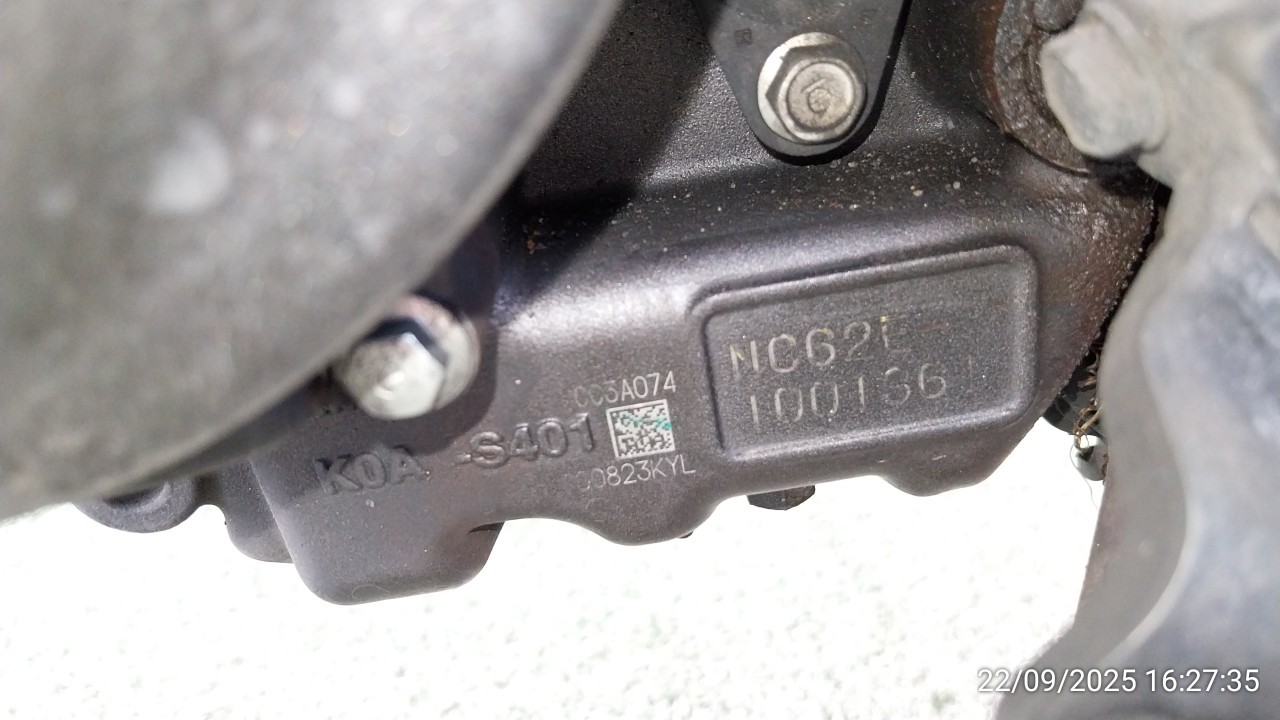 NC62E-
1001361
CC3A074
K0A -S401
00823KYL
22/09/2025 16:27:35